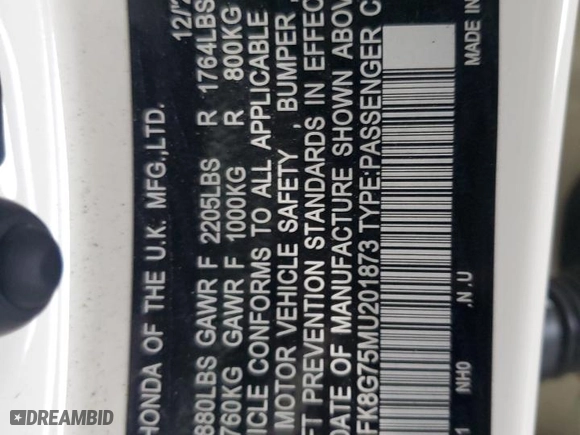 HONDA OF THE U.K. MFG.,LTD. 12/2
880LBS GAWR F 2205LBS R 1764LBS
760KG GAWR F 1000KG R 800KG
ICLE CONFORMS TO ALL APPLICABLE
MOTOR VEHICLE SAFETY , BUMPER ,
FT PREVENTION STANDARDS IN EFFEC
DATE OF MANUFACTURE SHOWN ABOV
FK8G75MU201873 TYPE:PASSENGER C
1 NH0 .N .U MADE IN
DREAMBID